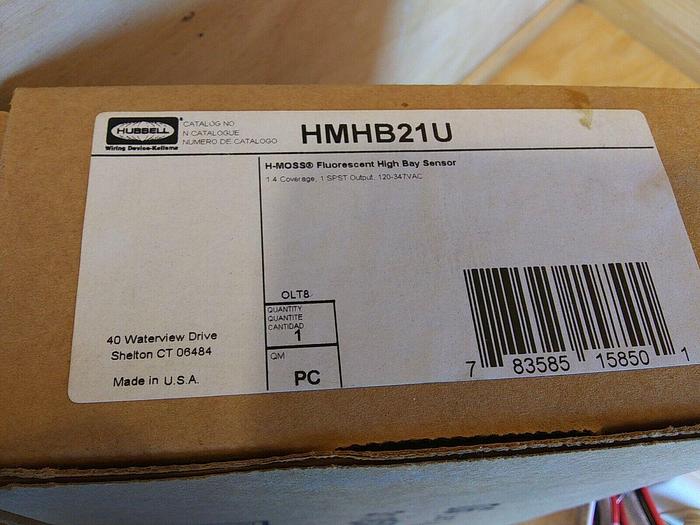 HUBBELL
Wiring Device-Kellems
CATALOG NO
N CATALOGUE
NUMERO DE CATALOGO
HMHB21U
H-MOSS® Fluorescent High Bay Sensor
1.4 Coverage, 1 SPST Output, 120-347VAC
OLT8
QUANTITY
QUANTITE
CANTIDAD
1
QM
PC
40 Waterview Drive
Shelton CT 06484
Made in U.S.A.
7 83585 15850 1